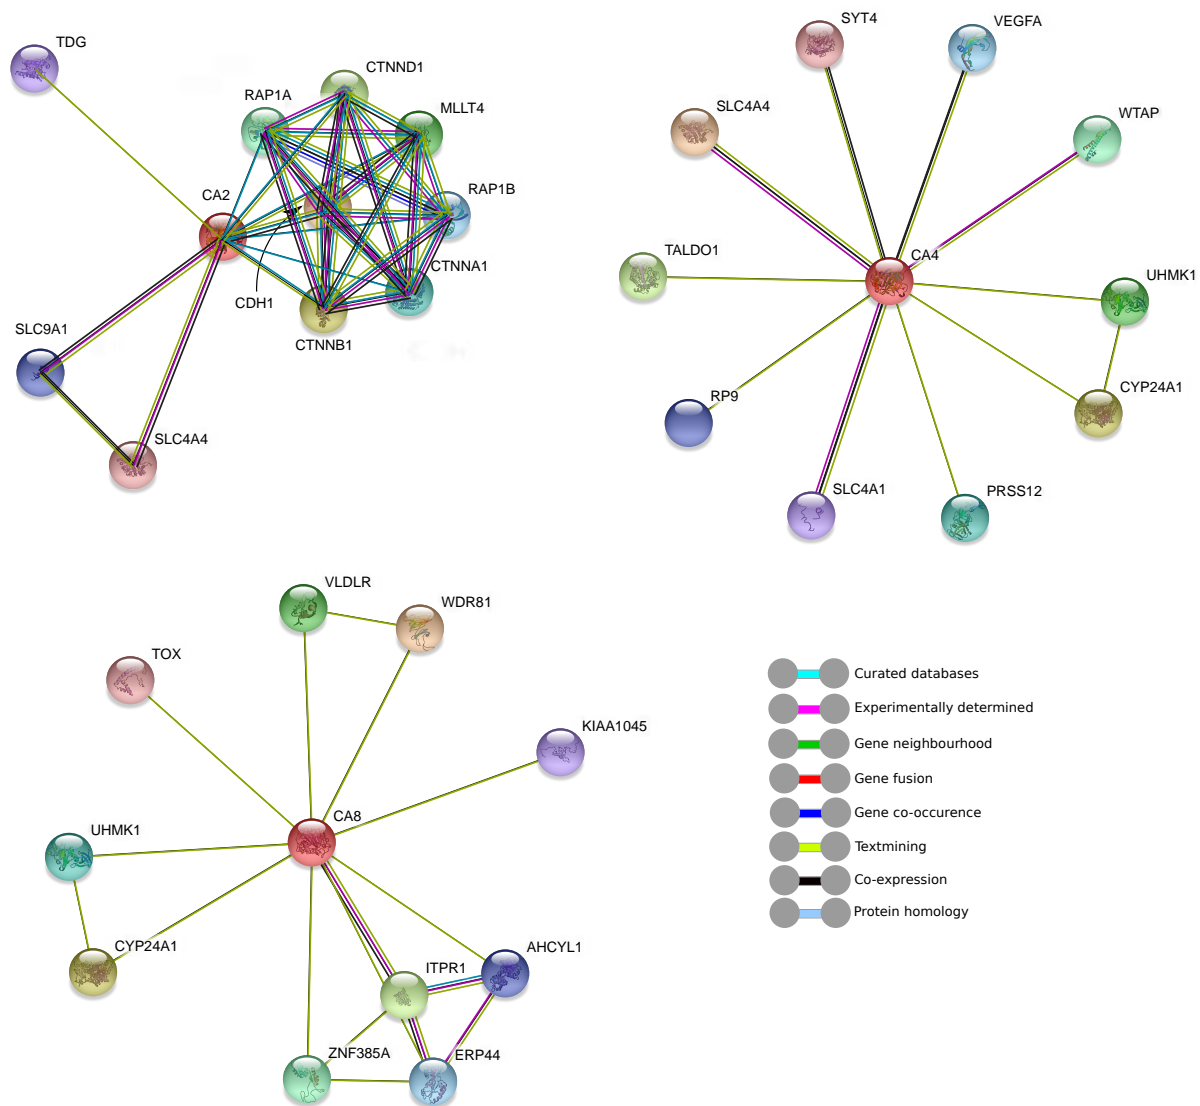 TDG
CTNND1
RAP1A
MLLT4
CA2
RAP1B
CTNNA1
CDH1
SLC9A1
CTNNB1
SLC4A4
SYT4
VEGFA
SLC4A4
WTAP
CA4
TALDO1
UHMK1
CYP24A1
RP9
SLC4A1
PRSS12
VLDLR
WDR81
TOX
KIAA1045
CA8
UHMK1
CYP24A1
ITPR1
AHCYL1
ZNF385A
ERP44
Curated databases
Experimentally determined
Gene neighbourhood
Gene fusion
Gene co-occurence
Textmining
Co-expression
Protein homology